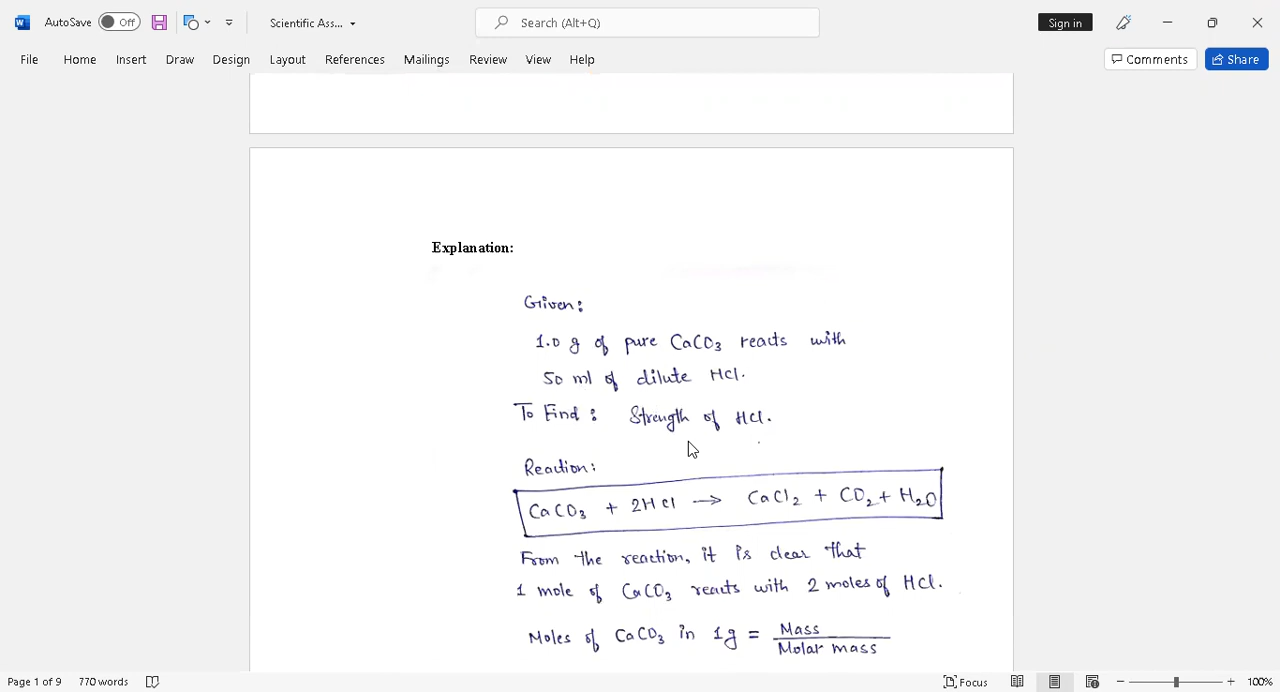 AutoSave Off Scientific Ass... Search (Alt+Q) Sign in
File Home Insert Draw Design Layout References Mailings Review View Help Comments Share
Explanation:
Given:
1.0 g of pure CaCO3 reacts with
50 ml of dilute HCl.
To Find: Strength of HCl.
Reaction:
CaCO3 + 2HCl → CaCl2 + CO2 + H2O
From the reaction, it is clear that
1 mole of CaCO3 reacts with 2 moles of HCl.
Moles of CaCO3 in 1g = Mass
Molar mass
Page 1 of 9 770 words Focus 100%